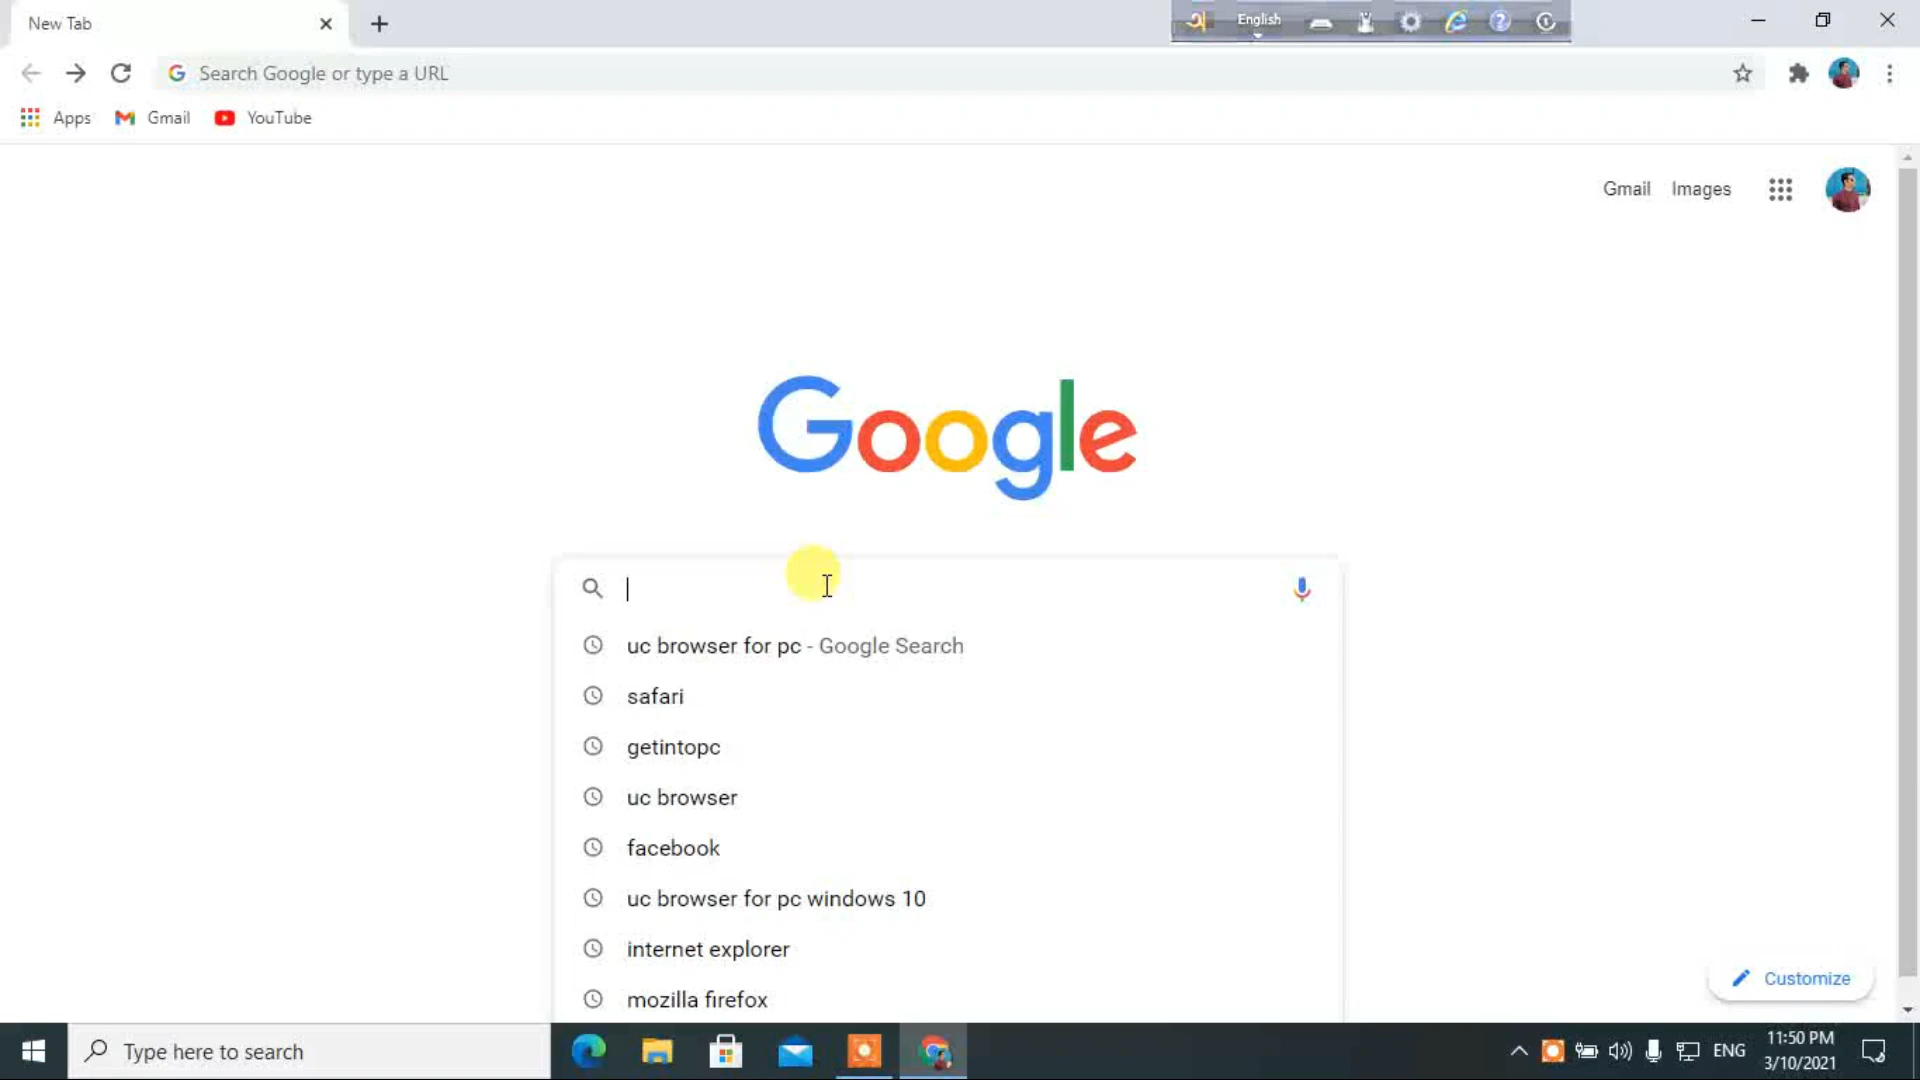 New Tab
English
Search Google or type a URL
Apps
Gmail
YouTube
Gmail
Images
Google
uc browser for pc - Google Search
safari
getintopc
uc browser
facebook
uc browser for pc windows 10
internet explorer
mozilla firefox
Customize
Type here to search
ENG
11:50 PM
3/10/2021